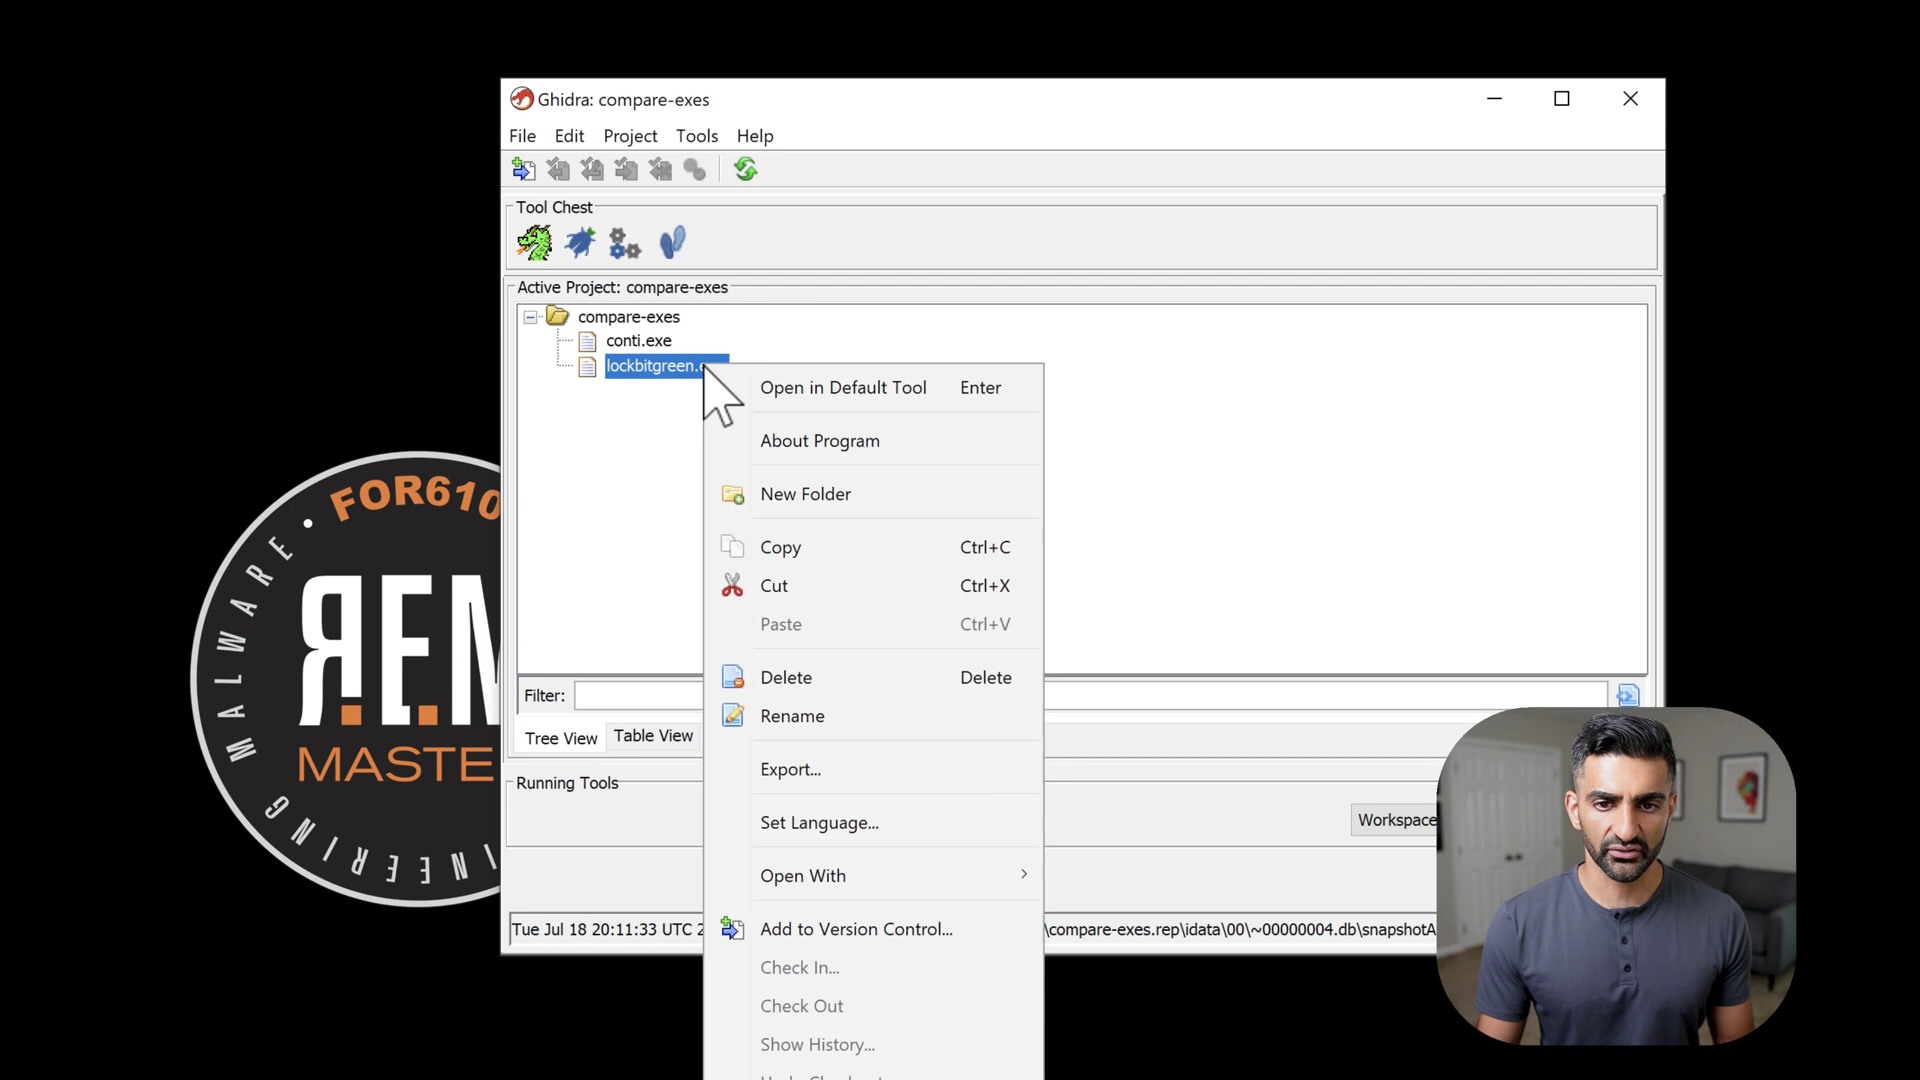 Ghidra: compare-exes
File Edit Project Tools Help
Tool Chest
Active Project: compare-exes
compare-exes
conti.exe
lockbitgreen.e
Filter:
Tree View Table View
Running Tools
Workspace
Tue Jul 18 20:11:33 UTC 2
\compare-exes.rep\idata\00\~00000004.db\snapshotA
Open in Default Tool Enter
About Program
New Folder
Copy Ctrl+C
Cut Ctrl+X
Paste Ctrl+V
Delete Delete
Rename
Export...
Set Language...
Open With
Add to Version Control...
Check In...
Check Out
Show History...
FOR610
MALWARE
REM
MASTE
INEERING